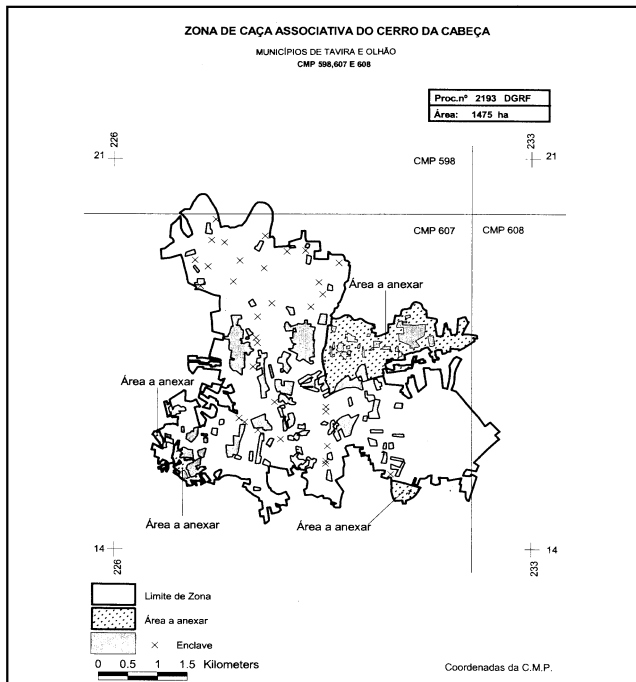 ZONA DE CAÇA ASSOCIATIVA DO CERRO DA CABEÇA
MUNICÍPIOS DE TAVIRA E OLHÃO
CMP 598,607 E 608
Proc.nº 2193 DGRF
Área: 1475 ha
226
233
21
CMP 598
21
CMP 607
CMP 608
Área a anexar
Área a anexar
Área a anexar
Área a anexar
14
14
226
233
Limite de Zona
Área a anexar
× Enclave
0 0.5 1 1.5 Kilometers
Coordenadas da C.M.P.